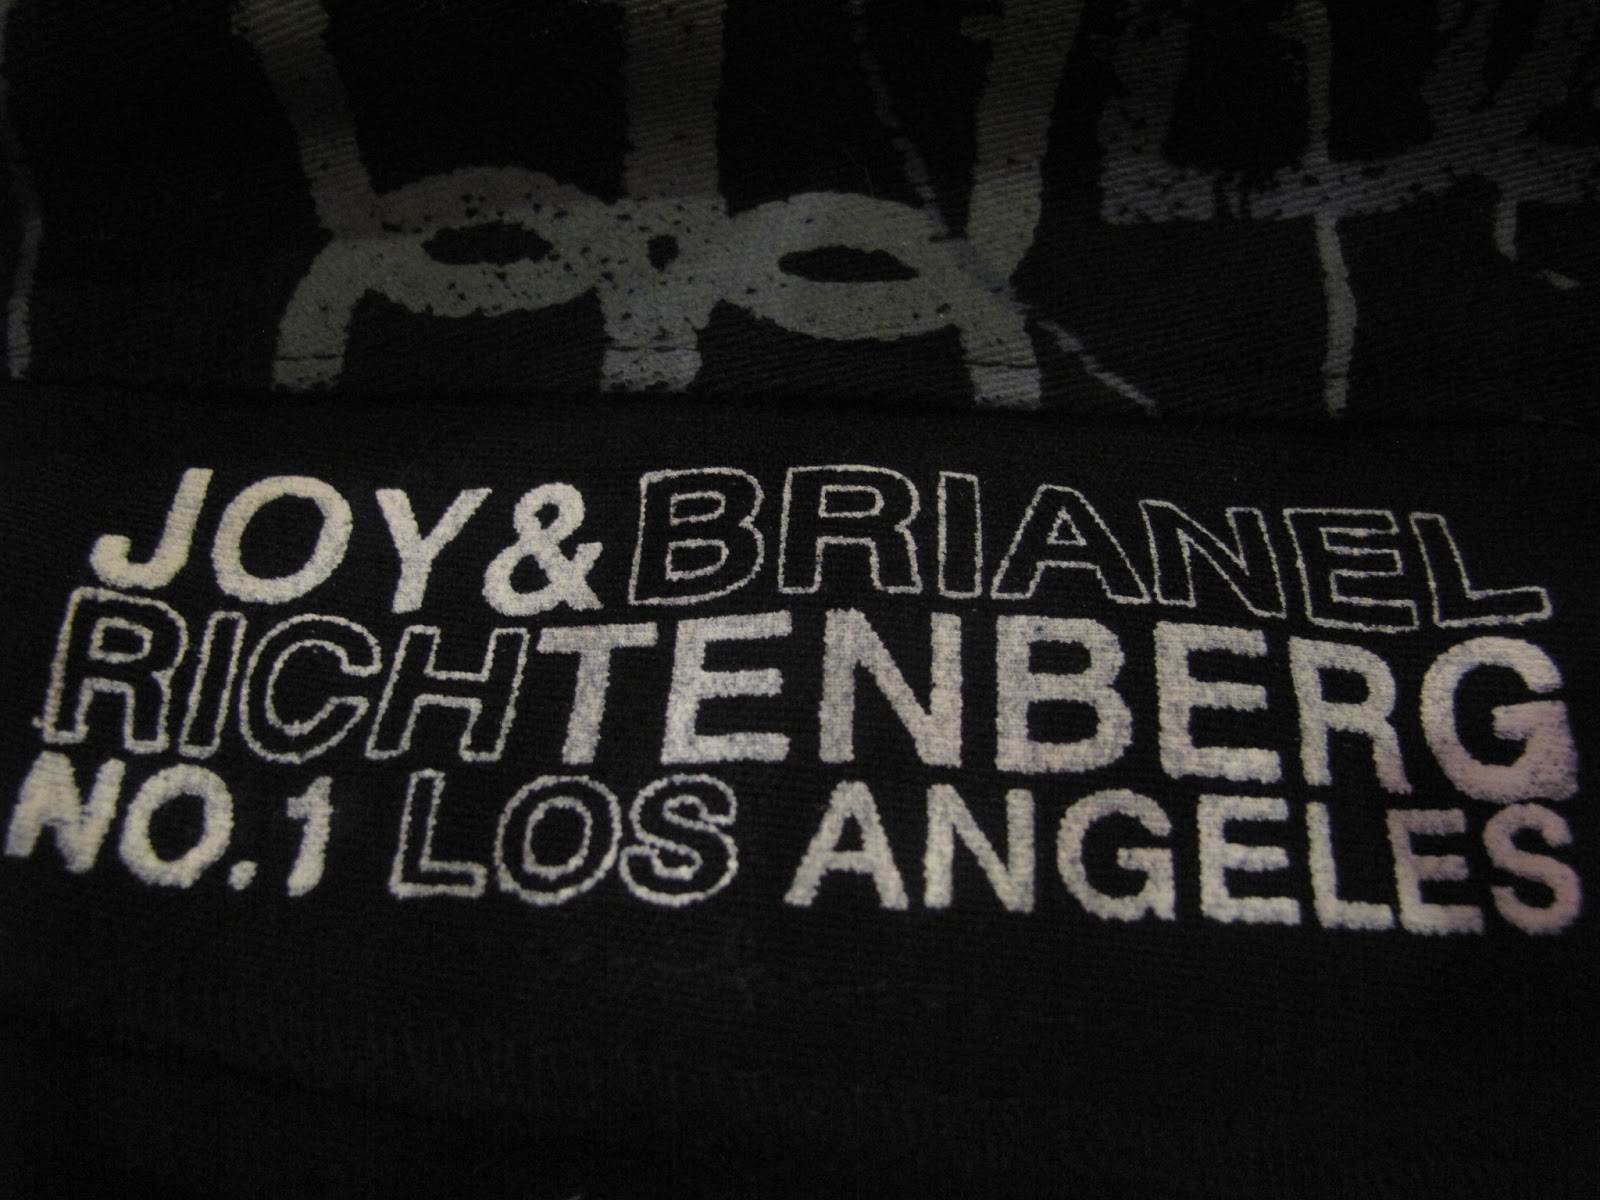 JOY & BRIANEL
RICHTENBERG
NO.1 LOS ANGELES